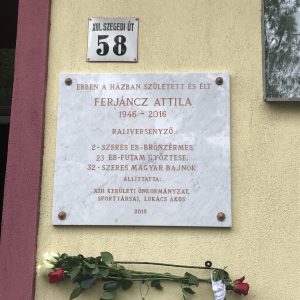 XIII. SZEGEDI ÚT
58
EBBEN A HÁZBAN SZÜLETETT ÉS ÉLT
FERJÁNCZ ATTILA
1946 - 2016
RALIVERSENYZŐ
2-SZERES EB-BRONZÉRMES,
23 EB-FUTAM GYŐZTESE,
32-SZERES MAGYAR BAJNOK
ÁLLÍTTATTA:
XIII. KERÜLETI ÖNKORMÁNYZAT,
SPORTTÁRSAI, LUKÁCS ÁKOS
2019